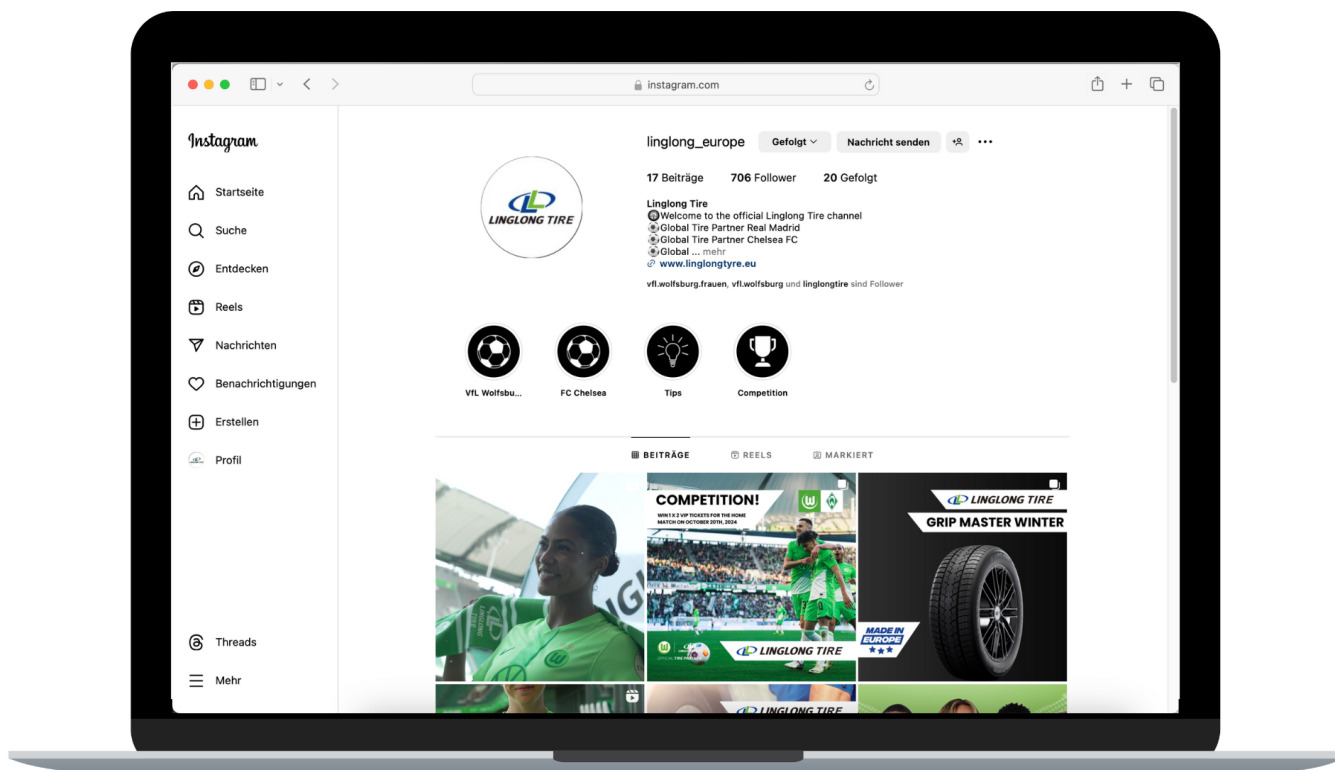 instagram.com
Instagram
Startseite
Suche
Entdecken
Reels
Nachrichten
Benachrichtigungen
Erstellen
Profil
Threads
Mehr
LINGLONG TIRE
linglong_europe Gefolgt Nachricht senden
17 Beiträge 706 Follower 20 Gefolgt
Linglong Tire
Welcome to the official Linglong Tire channel
Global Tire Partner Real Madrid
Global Tire Partner Chelsea FC
Global ... mehr
www.linglongtyre.eu
vfl.wolfsburg.frauen, vfl.wolfsburg und linglongtire sind Follower
VfL Wolfsbu... FC Chelsea Tips Competition
BEITRÄGE REELS MARKIERT
COMPETITION!
WIN 1 X 2 VIP TICKETS FOR THE HOME
MATCH ON OCTOBER 20TH, 2024
LINGLONG TIRE
LINGLONG TIRE
GRIP MASTER WINTER
MADE IN
EUROPE
LINGLONG TIRE